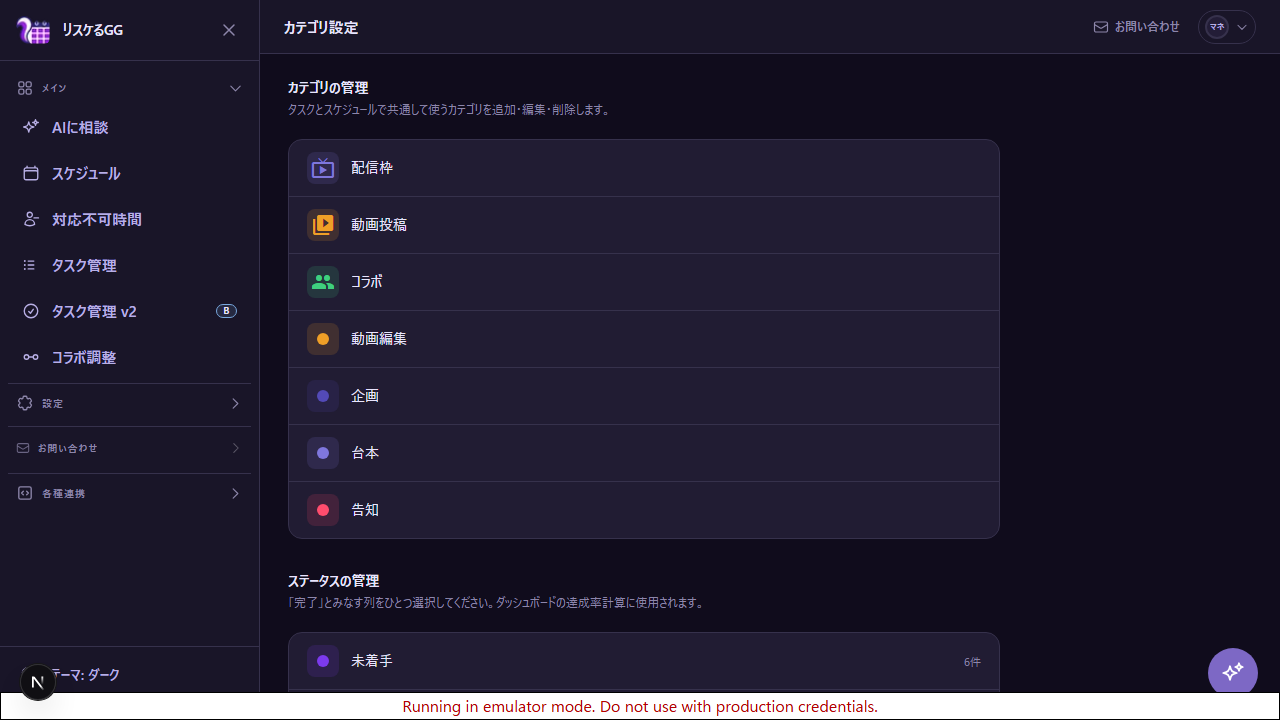 リスケるGG
メイン
AIに相談
スケジュール
対応不可時間
タスク管理
タスク管理 v2
B
コラボ調整
設定
お問い合わせ
各種連携
テーマ: ダーク
N
カテゴリ設定
お問い合わせ
マネ
カテゴリの管理
タスクとスケジュールで共通して使うカテゴリを追加・編集・削除します。
配信枠
動画投稿
コラボ
動画編集
企画
台本
告知
ステータスの管理
「完了」とみなす列をひとつ選択してください。ダッシュボードの達成率計算に使用されます。
未着手
6件
Running in emulator mode. Do not use with production credentials.